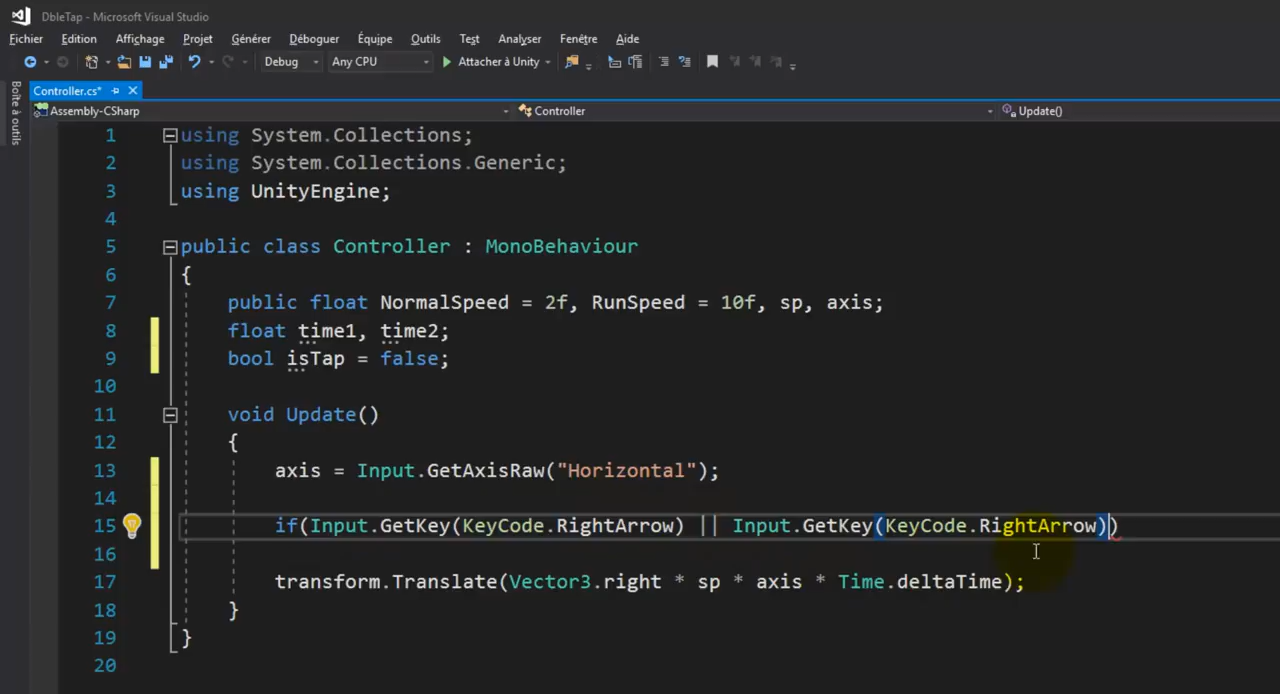 DbleTap - Microsoft Visual Studio
Fichier Edition Affichage Projet Générer Déboguer Équipe Outils Test Analyser Fenêtre Aide
Debug Any CPU Attacher à Unity
Boîte à outils
Controller.cs*
Assembly-CSharp Controller Update()
1 using System.Collections;
2 using System.Collections.Generic;
3 using UnityEngine;
4
5 public class Controller : MonoBehaviour
6 {
7 public float NormalSpeed = 2f, RunSpeed = 10f, sp, axis;
8 float time1, time2;
9 bool isTap = false;
10
11 void Update()
12 {
13 axis = Input.GetAxisRaw("Horizontal");
14
15 if(Input.GetKey(KeyCode.RightArrow) || Input.GetKey(KeyCode.RightArrow))
16
17 transform.Translate(Vector3.right * sp * axis * Time.deltaTime);
18 }
19 }
20